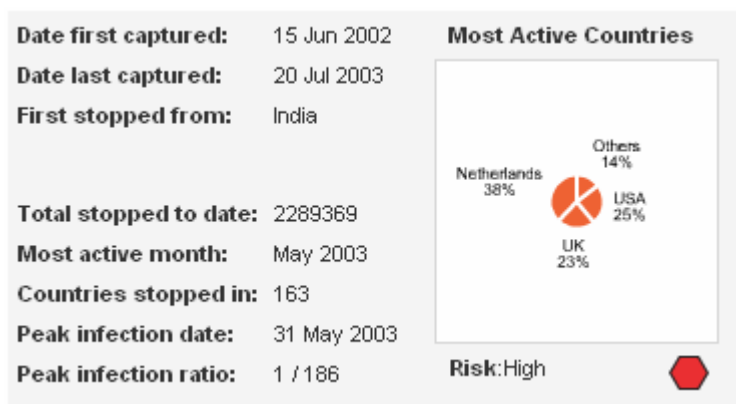 Date first captured: 15 Jun 2002
Date last captured: 20 Jul 2003
First stopped from: India
Total stopped to date: 2289369
Most active month: May 2003
Countries stopped in: 163
Peak infection date: 31 May 2003
Peak infection ratio: 1 / 186
Most Active Countries
Others
14%
Netherlands
38%
USA
25%
UK
23%
Risk:High